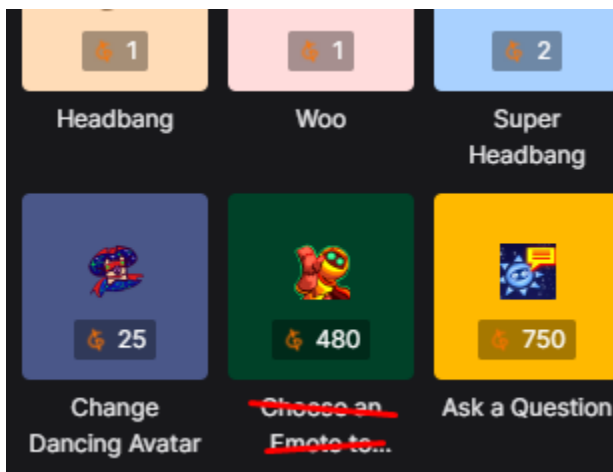 1
1
2
Headbang
Woo
Super
Headbang
25
480
750
Change
Dancing Avatar
Choose an
Emote to...
Ask a Question